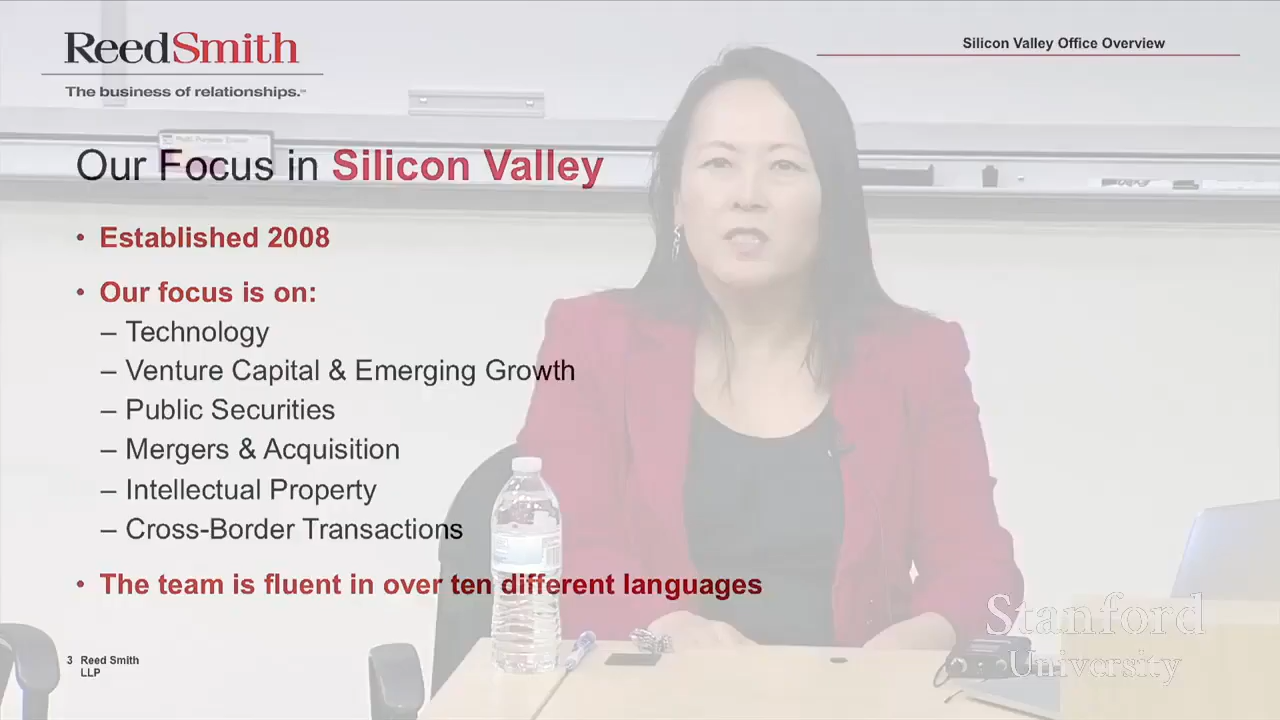 ReedSmith
The business of relationships.
Silicon Valley Office Overview
Our Focus in Silicon Valley
• Established 2008
• Our focus is on:
– Technology
– Venture Capital & Emerging Growth
– Public Securities
– Mergers & Acquisition
– Intellectual Property
– Cross-Border Transactions
• The team is fluent in over ten different languages
3 Reed Smith
LLP
Stanford
University